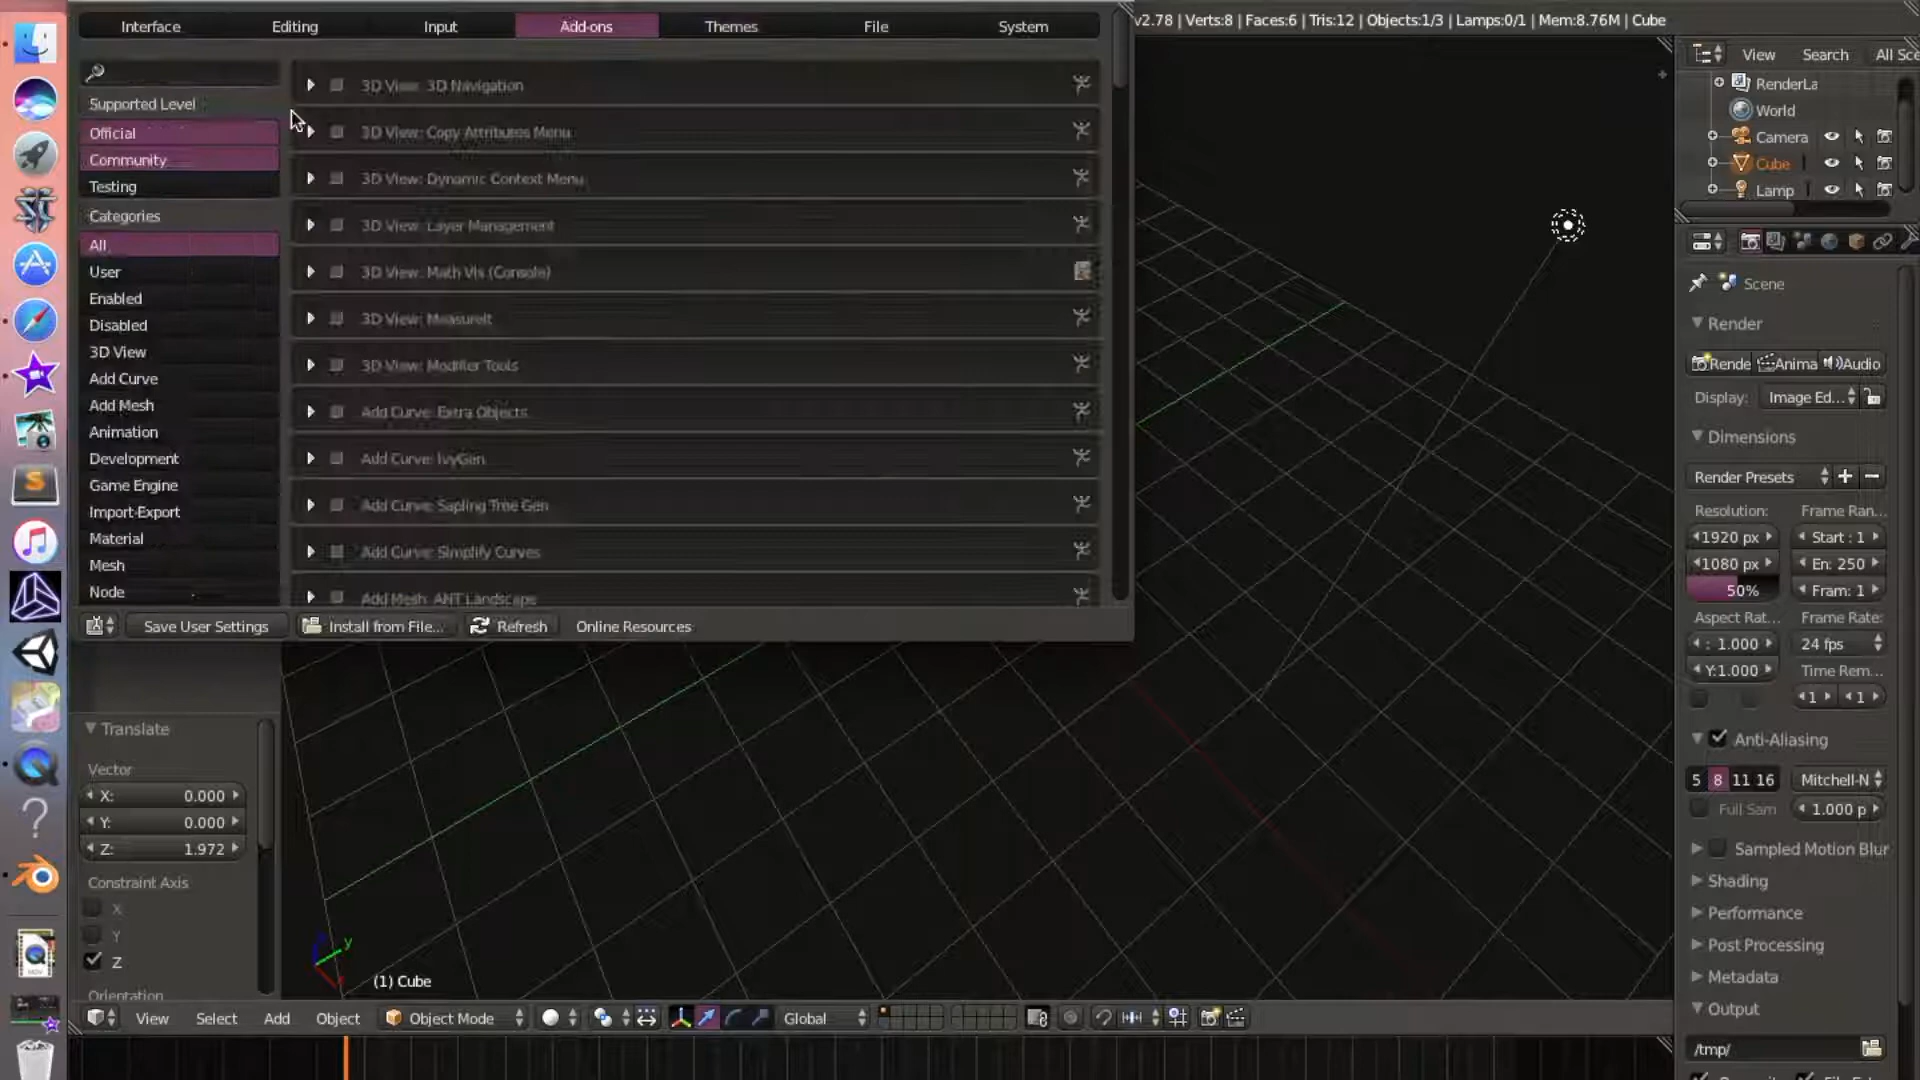 Interface Editing Input Add-ons Themes File System
v2.78 | Verts:8 | Faces:6 | Tris:12 | Objects:1/3 | Lamps:0/1 | Mem:8.76M | Cube
Supported Level
Official
Community
Testing
Categories
All
User
Enabled
Disabled
3D View
Add Curve
Add Mesh
Animation
Development
Game Engine
Import-Export
Material
Mesh
Node
3D View: 3D Navigation
3D View: Copy Attributes Menu
3D View: Dynamic Context Menu
3D View: Layer Management
3D View: Math Vis (Console)
3D View: MeasureIt
3D View: Modifier Tools
Add Curve: Extra Objects
Add Curve: IvyGen
Add Curve: Sapling Tree Gen
Add Curve: Simplify Curves
Add Mesh: ANT Landscape
Save User Settings Install from File... Refresh Online Resources
Translate
Vector
X: 0.000
Y: 0.000
Z: 1.972
Constraint Axis
X
Y
Z
Orientation
y
(1) Cube
View Select Add Object Object Mode Global
View Search All Sce
RenderLa
World
Camera
Cube
Lamp
Scene
Render
Rende Anima Audio
Display: Image Ed...
Dimensions
Render Presets
Resolution: Frame Ran...
1920 px Start : 1
1080 px En: 250
50% Fram: 1
Aspect Rat... Frame Rate:
: 1.000 24 fps
Y:1.000 Time Rem...
1 1
Anti-Aliasing
5 8 11 16 Mitchell-N
Full Sam 1.000 p
Sampled Motion Blur
Shading
Performance
Post Processing
Metadata
Output
/tmp/